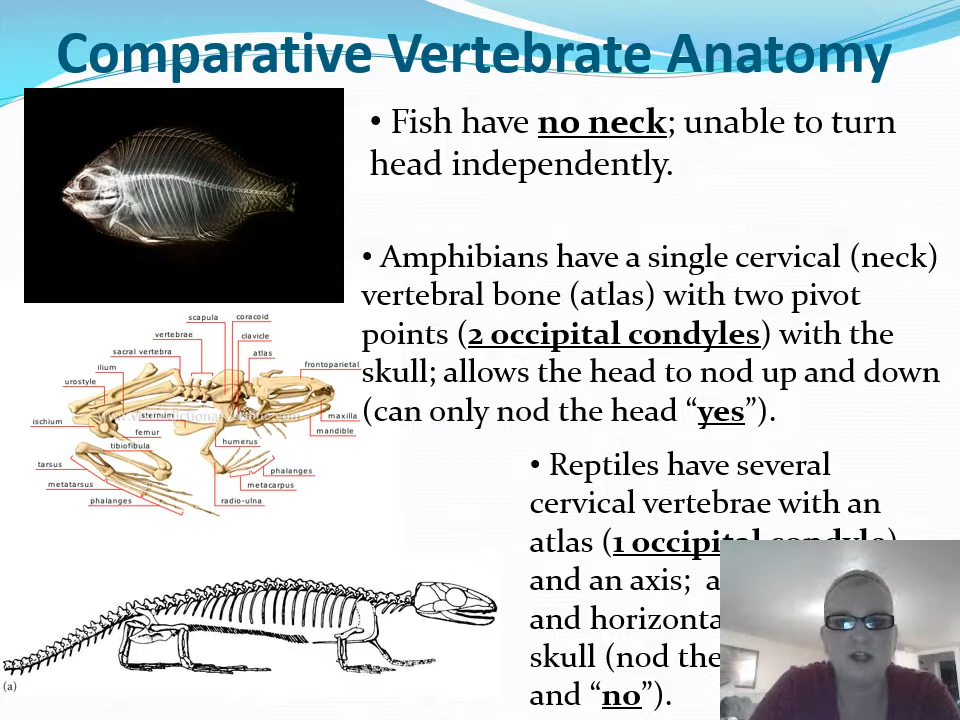 Comparative Vertebrate Anatomy
• Fish have no neck; unable to turn
head independently.
• Amphibians have a single cervical (neck)
vertebral bone (atlas) with two pivot
points (2 occipital condyles) with the
skull; allows the head to nod up and down
(can only nod the head “yes”).
scapula
coracoid
vertebrae
clavicle
sacral vertebra
atlas
ilium
frontoparietal
urostyle
ischium
sternum
maxilla
femur
mandible
tibiofibula
humerus
tarsus
phalanges
metatarsus
metacarpus
phalanges
radio-ulna
• Reptiles have several
cervical vertebrae with an
atlas (1 occipital condyle)
and an axis;
and horizonta
skull (nod the
and “no”).
(a)